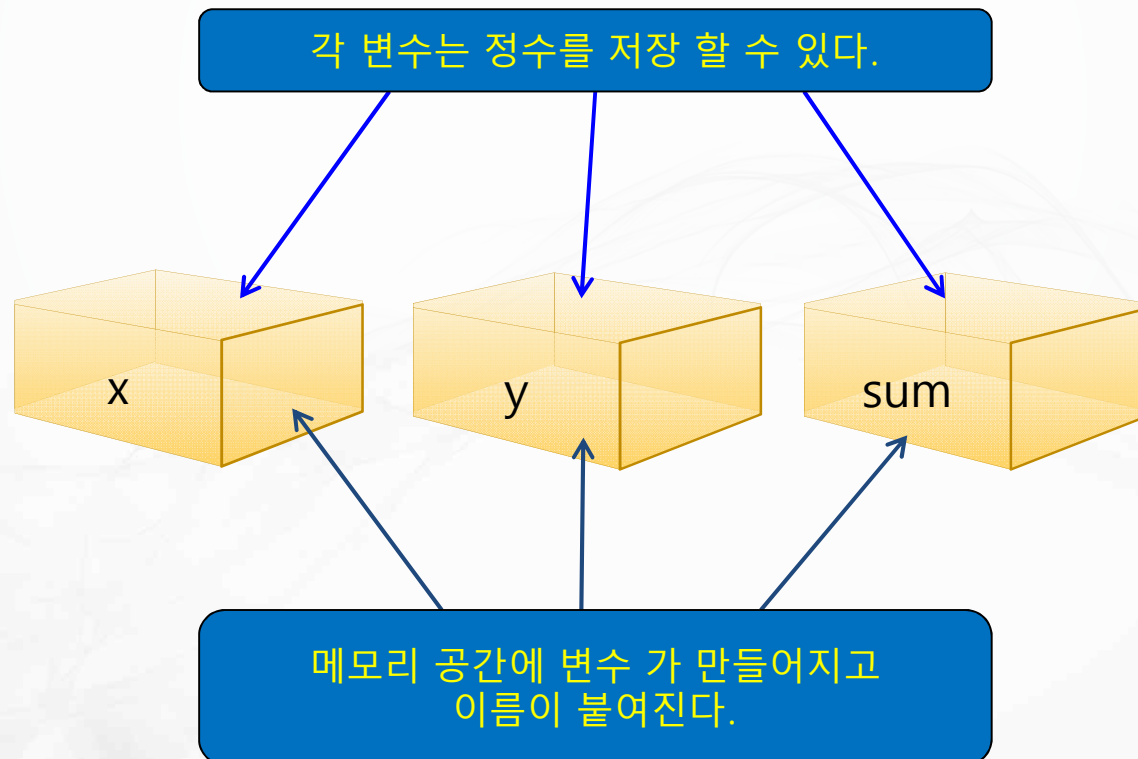 각 변수는 정수를 저장 할 수 있다.
x
y
sum
메모리 공간에 변수 가 만들어지고
이름이 붙여진다.